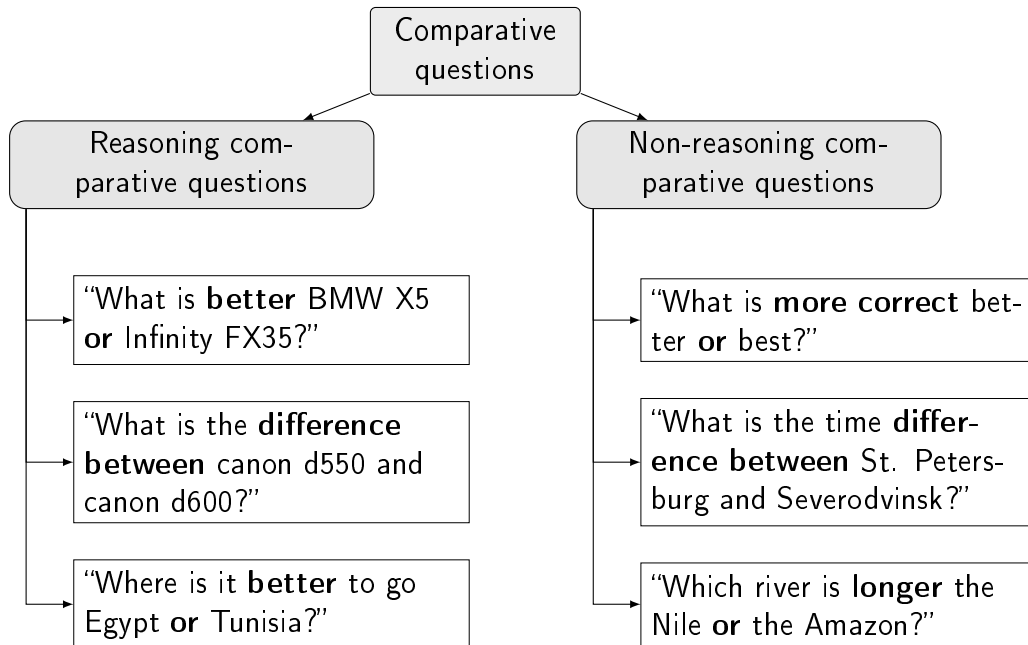 Comparative
questions
Reasoning com-
parative questions
Non-reasoning com-
parative questions
“What is better BMW X5
or Infinity FX35?”
“What is the difference
between canon d550 and
canon d600?”
“Where is it better to go
Egypt or Tunisia?”
“What is more correct bet-
ter or best?”
“What is the time differ-
ence between St. Peters-
burg and Severodvinsk?”
“Which river is longer the
Nile or the Amazon?”